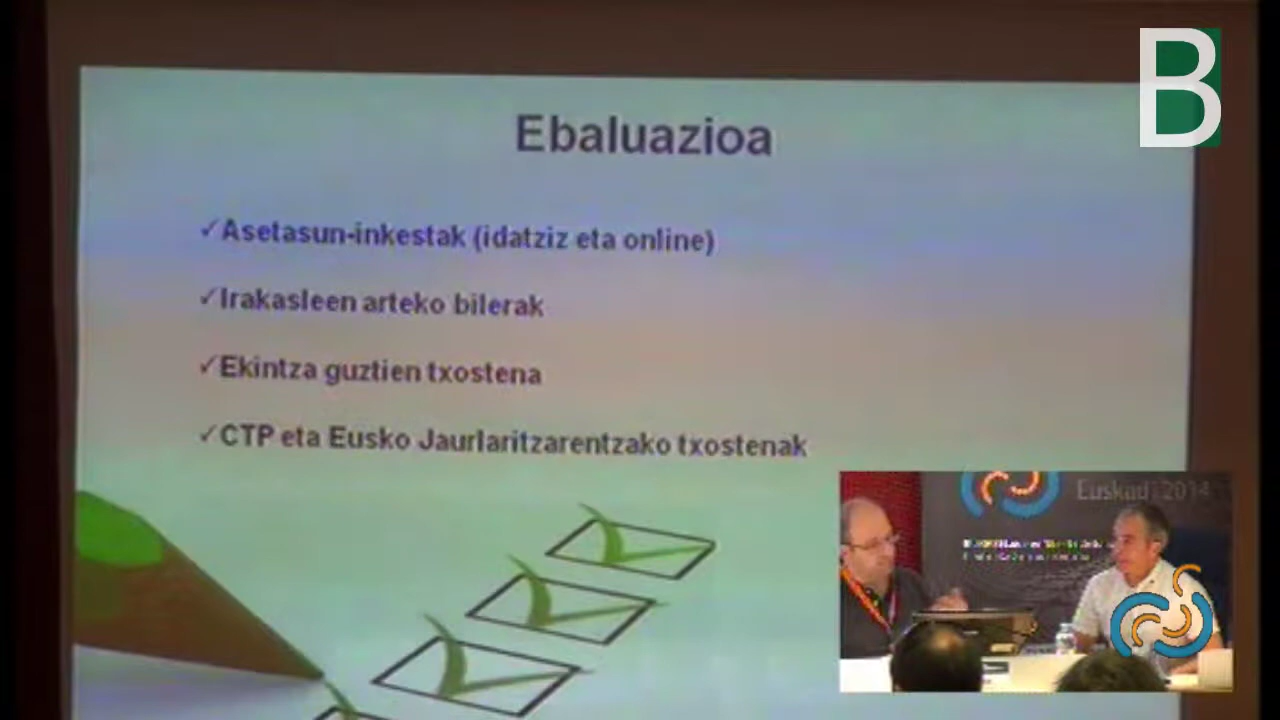 B
Ebaluazioa
✓Asetasun-inkestak (idatziz eta online)
✓Irakasleen arteko bilerak
✓Ekintza guztien txostena
✓CTP eta Eusko Jaurlaritzarentzako txostenak
Euskadi 2014